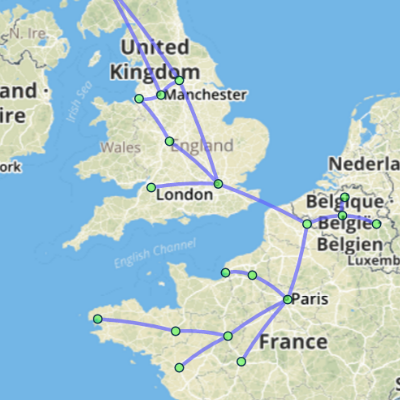 N. Ire.
United
Kingdom
Irish Sea
Manchester
Wales
England
London
English Channel
Nederla
Belgique ·
België ·
Belgien
Luxemb
Paris
France
and ·
ire
ork